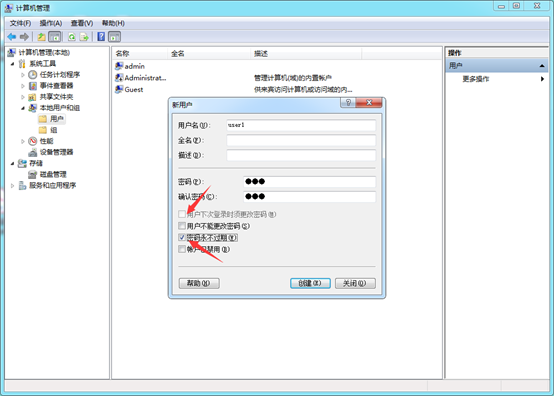 计算机管理
文件(F) 操作(A) 查看(V) 帮助(H)
计算机管理(本地)
系统工具
任务计划程序
事件查看器
共享文件夹
本地用户和组
用户
组
性能
设备管理器
存储
磁盘管理
服务和应用程序
名称 全名 描述
admin
Administrat... 管理计算机(域)的内置帐户
Guest 供来宾访问计算机或访问域的内...
操作
用户
更多操作
新用户
用户名(U): user1
全名(F):
描述(D):
密码(P):
确认密码(C):
用户下次登录时须更改密码(M)
用户不能更改密码(S)
密码永不过期(W)
帐户已禁用(B)
帮助(H) 创建(E) 关闭(O)